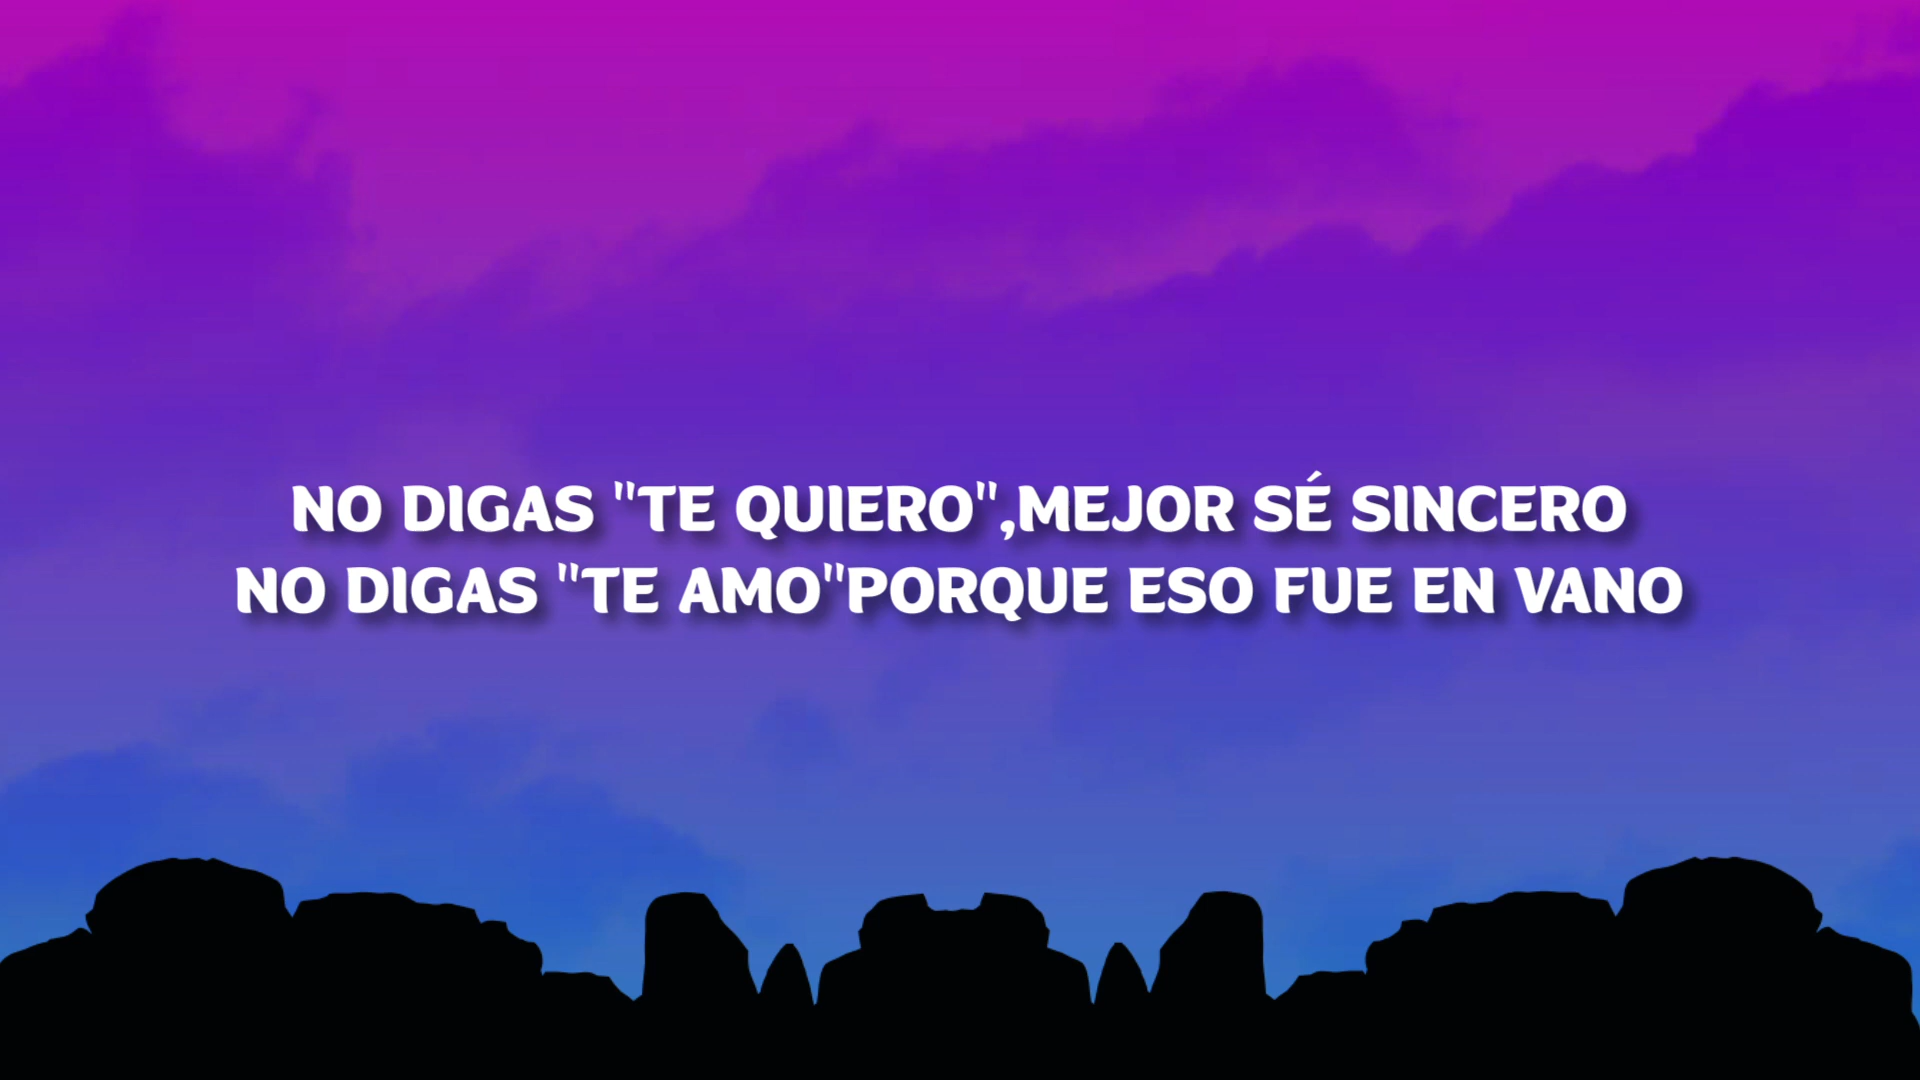 NO DIGAS "TE QUIERO",MEJOR SÉ SINCERO
NO DIGAS "TE AMO"PORQUE ESO FUE EN VANO